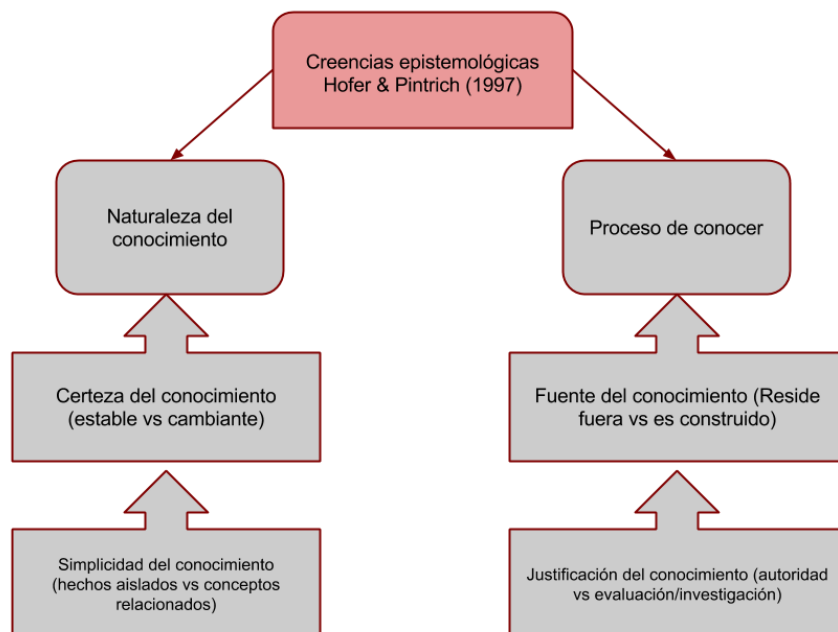 Creencias epistemológicas
Hofer & Pintrich (1997)
Naturaleza del
conocimiento
Proceso de conocer
Certeza del conocimiento
(estable vs cambiante)
Fuente del conocimiento (Reside
fuera vs es construido)
Simplicidad del conocimiento
(hechos aislados vs conceptos
relacionados)
Justificación del conocimiento (autoridad
vs evaluación/investigación)